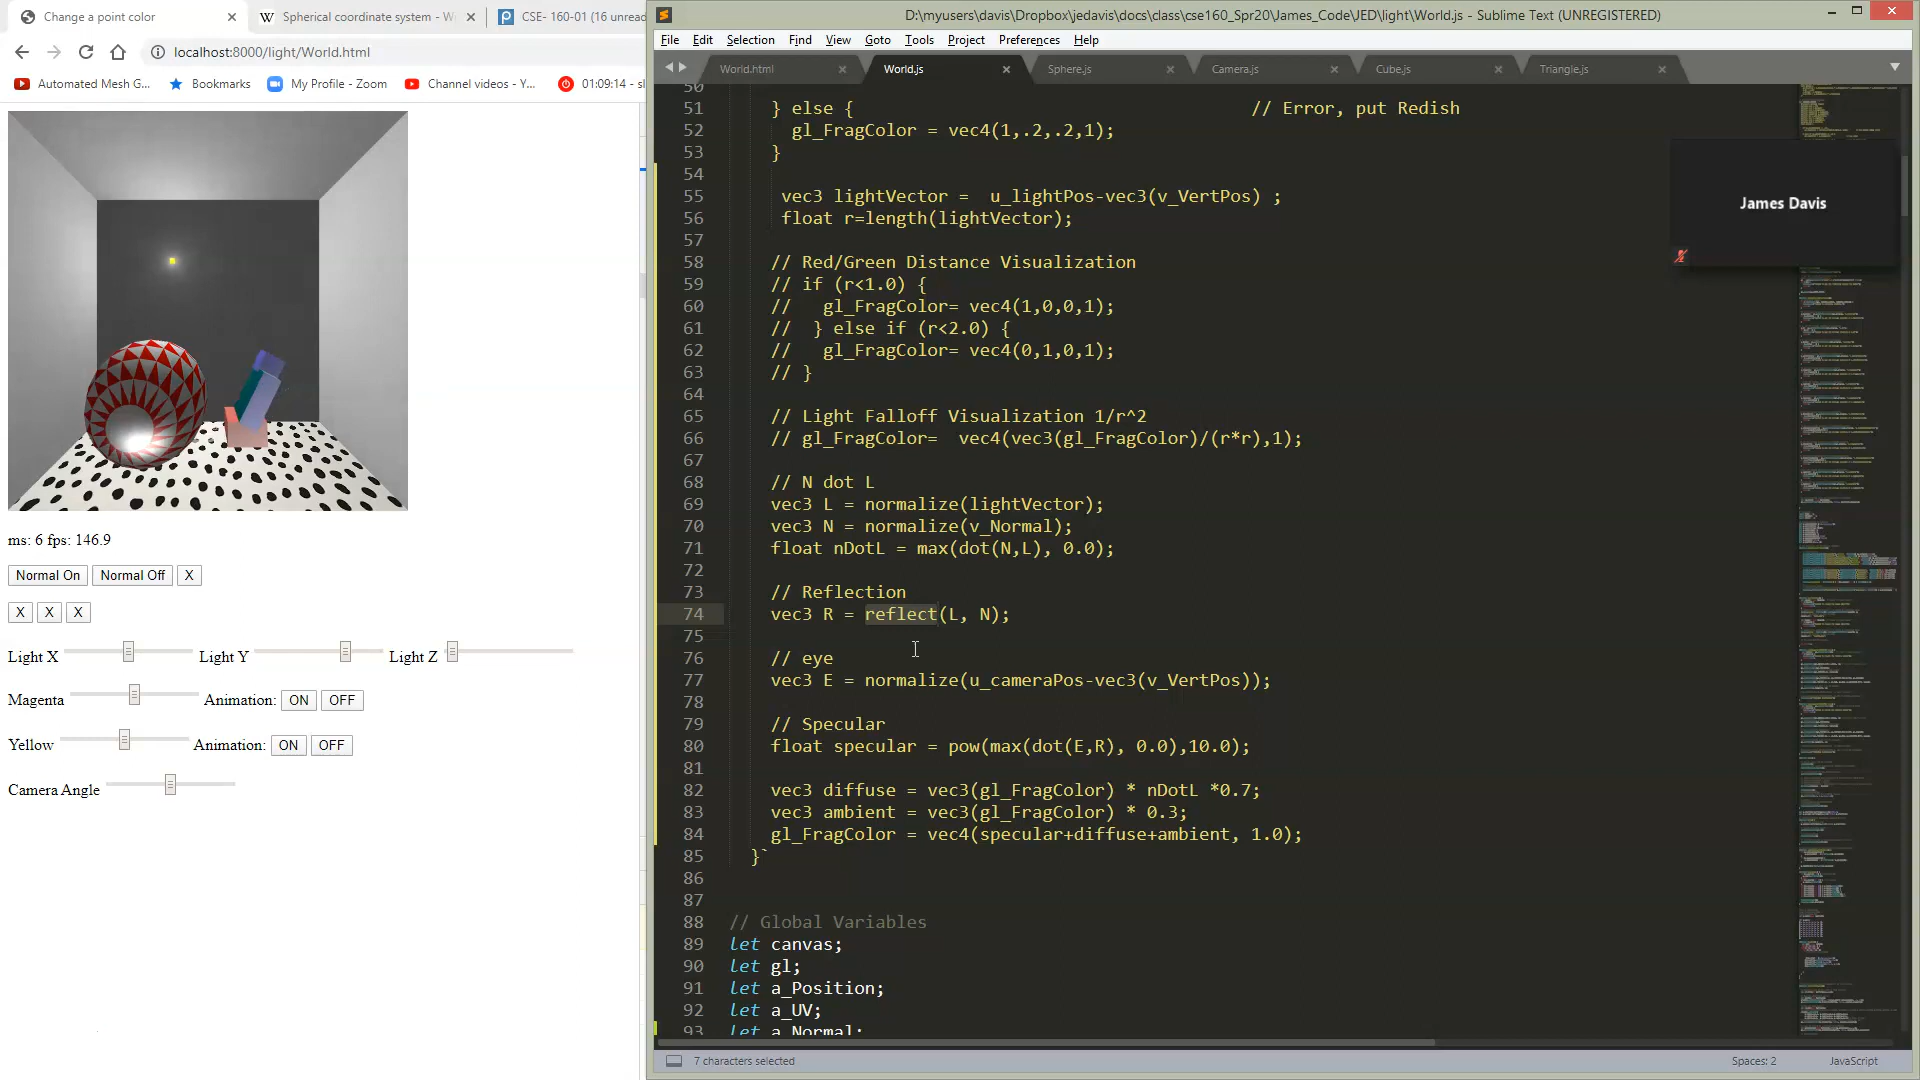 Change a point color
Spherical coordinate system - W
CSE- 160-01 (16 unread
localhost:8000/light/World.html
Automated Mesh G...
Bookmarks
My Profile - Zoom
Channel videos - Y...
01:09:14 - sl
ms: 6 fps: 146.9
Normal On Normal Off X
X X X
Light X Light Y Light Z
Magenta Animation: ON OFF
Yellow Animation: ON OFF
Camera Angle
D:\myusers\davis\Dropbox\jedavis\docs\class\cse160_Spr20\James_Code\JED\light\World.js - Sublime Text (UNREGISTERED)
File Edit Selection Find View Goto Tools Project Preferences Help
World.html World.js Sphere.js Camera.js Cube.js Triangle.js
50
51 } else { // Error, put Redish
52 gl_FragColor = vec4(1,.2,.2,1);
53 }
54
55 vec3 lightVector =  u_lightPos-vec3(v_VertPos) ;
56 float r=length(lightVector);
57
58 // Red/Green Distance Visualization
59 // if (r<1.0) {
60 //   gl_FragColor= vec4(1,0,0,1);
61 //  } else if (r<2.0) {
62 //   gl_FragColor= vec4(0,1,0,1);
63 // }
64
65 // Light Falloff Visualization 1/r^2
66 // gl_FragColor=  vec4(vec3(gl_FragColor)/(r*r),1);
67
68 // N dot L
69 vec3 L = normalize(lightVector);
70 vec3 N = normalize(v_Normal);
71 float nDotL = max(dot(N,L), 0.0);
72
73 // Reflection
74 vec3 R = reflect(L, N);
75
76 // eye
77 vec3 E = normalize(u_cameraPos-vec3(v_VertPos));
78
79 // Specular
80 float specular = pow(max(dot(E,R), 0.0),10.0);
81
82 vec3 diffuse = vec3(gl_FragColor) * nDotL *0.7;
83 vec3 ambient = vec3(gl_FragColor) * 0.3;
84 gl_FragColor = vec4(specular+diffuse+ambient, 1.0);
85 }`
86
87
88 // Global Variables
89 let canvas;
90 let gl;
91 let a_Position;
92 let a_UV;
93 let a_Normal;
James Davis
7 characters selected
Spaces: 2
JavaScript